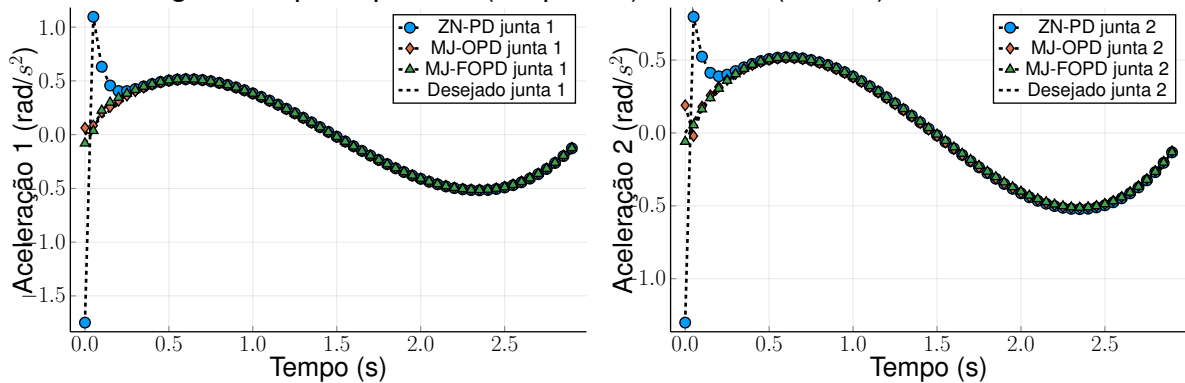 1.0
0.5
0.0
−0.5
−1.0
−1.5
Aceleração 1 (rad/s²)
ZN-PD junta 1
MJ-OPD junta 1
MJ-FOPD junta 1
Desejado junta 1
0.0 0.5 1.0 1.5 2.0 2.5
Tempo (s)
0.5
0.0
−0.5
−1.0
Aceleração 2 (rad/s²)
ZN-PD junta 2
MJ-OPD junta 2
MJ-FOPD junta 2
Desejado junta 2
0.0 0.5 1.0 1.5 2.0 2.5
Tempo (s)